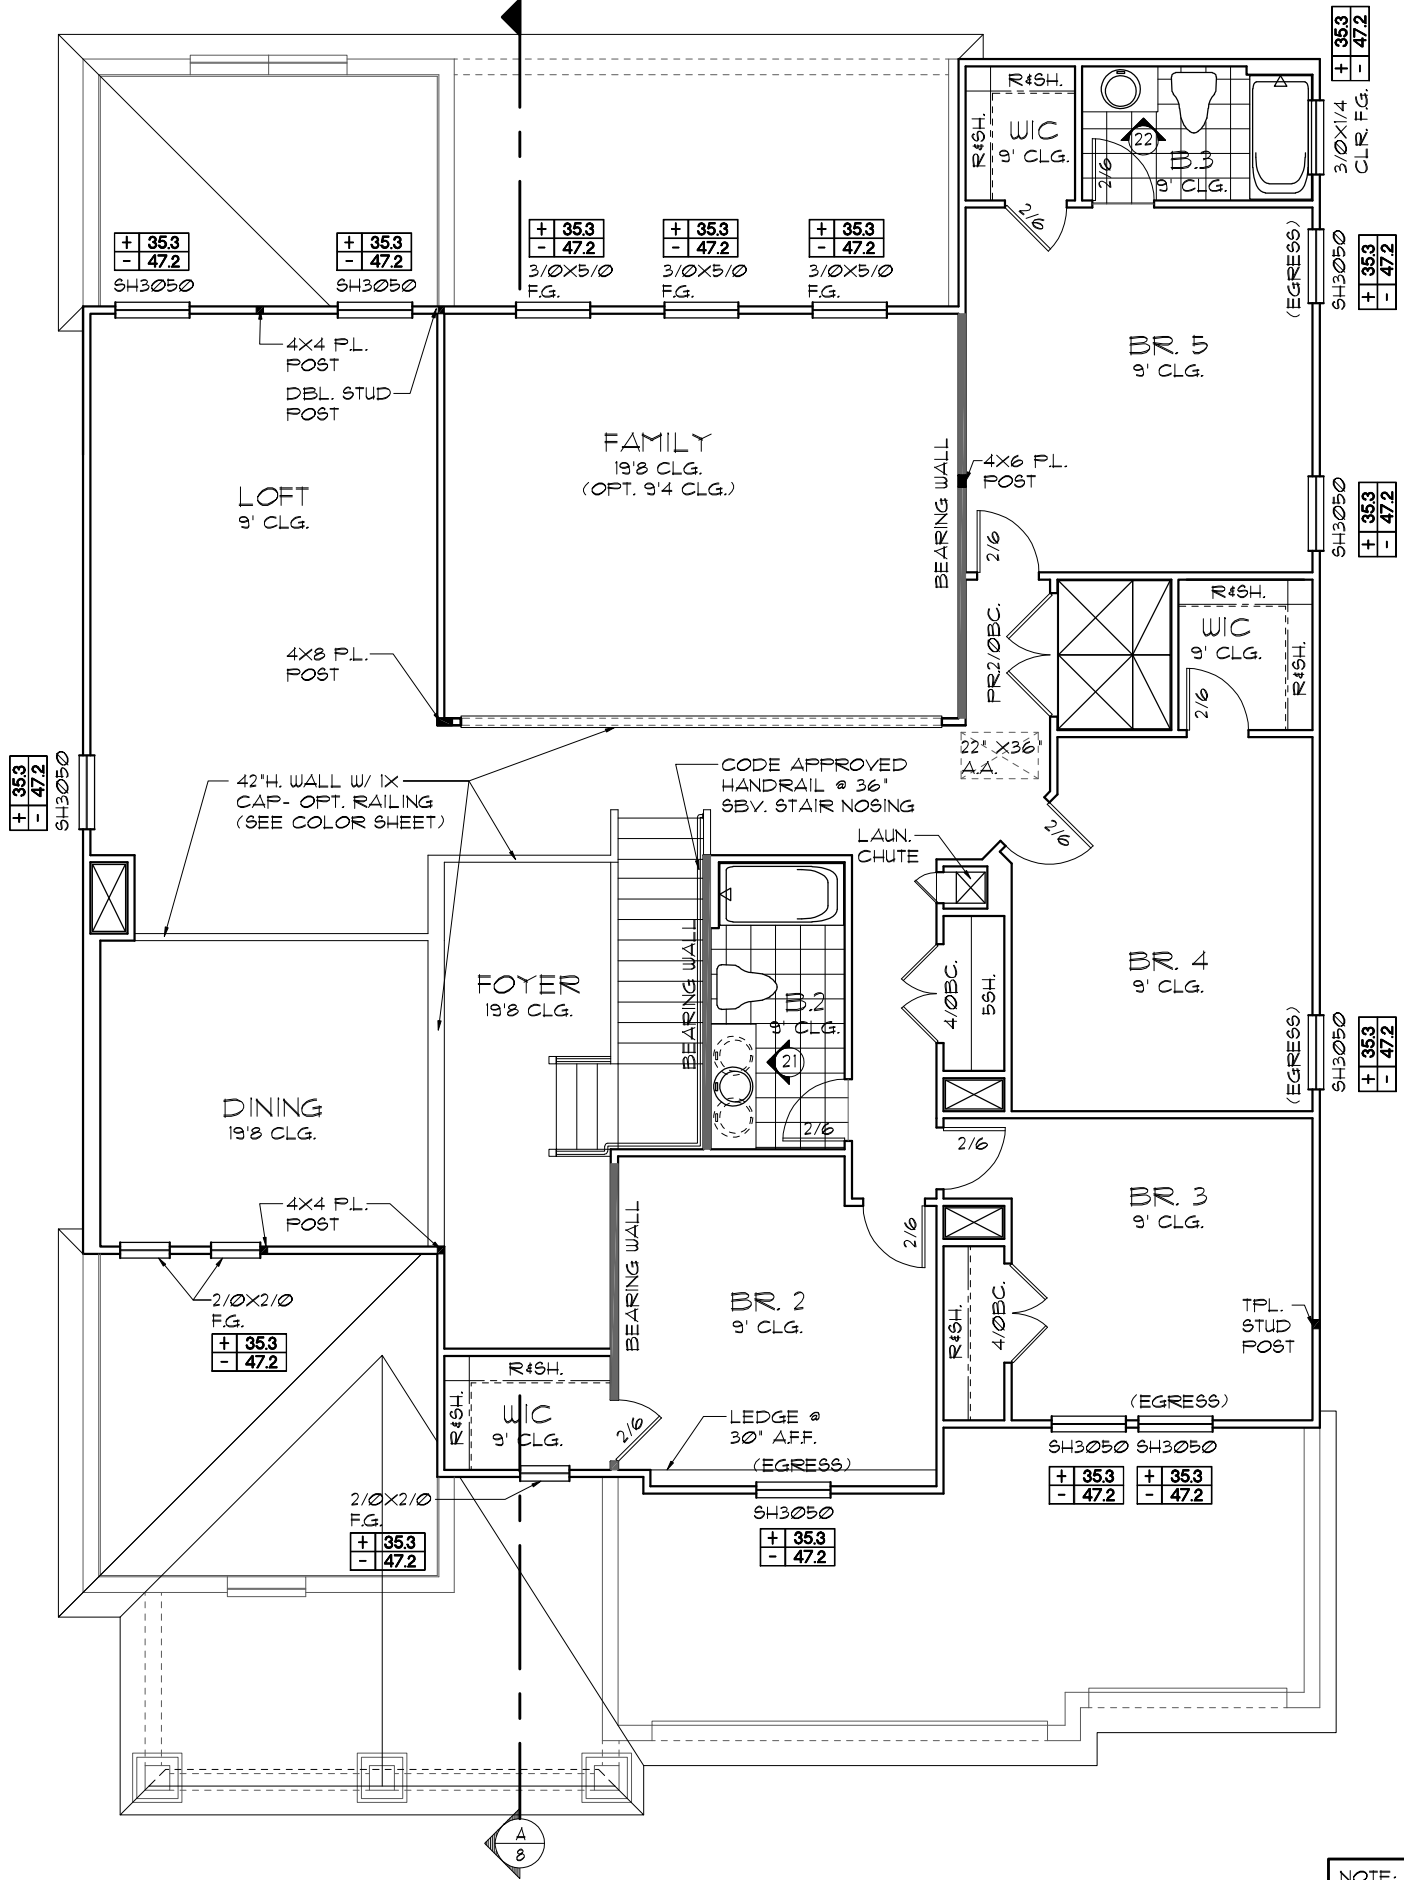 + 35.3
- 47.2
3/0X1/4
CLR. F.G.
R&SH.
R&SH.
WIC
9' CLG.
2/6
22
2/6
B.3
9' CLG.
+ 35.3
- 47.2
SH3050
+ 35.3
- 47.2
SH3050
+ 35.3
- 47.2
3/0X5/0
F.G.
+ 35.3
- 47.2
3/0X5/0
F.G.
+ 35.3
- 47.2
3/0X5/0
F.G.
(EGRESS)
SH3050
+ 35.3
- 47.2
4X4 P.L.
POST
DBL. STUD
POST
BR. 5
9' CLG.
FAMILY
19'8 CLG.
(OPT. 9'4 CLG.)
BEARING WALL
4X6 P.L.
POST
LOFT
9' CLG.
SH3050
+ 35.3
- 47.2
2/6
PR.2/0BC.
R&SH.
WIC
9' CLG.
R&SH.
2/6
4X8 P.L.
POST
22" X36"
A.A.
+ 35.3
- 47.2
SH3050
42"H. WALL W/ 1X
CAP- OPT. RAILING
(SEE COLOR SHEET)
CODE APPROVED
HANDRAIL @ 36"
SBV. STAIR NOSING
LAUN.
CHUTE
2/6
BEARING WALL
FOYER
19'8 CLG.
B.2
9' CLG.
21
2/6
4/0BC.
5SH.
BR. 4
9' CLG.
(EGRESS)
SH3050
+ 35.3
- 47.2
DINING
19'8 CLG.
2/6
4X4 P.L.
POST
BR. 3
9' CLG.
BEARING WALL
2/6
BR. 2
9' CLG.
R&SH.
4/0BC.
TPL.
STUD
POST
2/0X2/0
F.G.
+ 35.3
- 47.2
R&SH.
R&SH.
WIC
9' CLG.
2/6
LEDGE @
30" A.F.F.
(EGRESS)
(EGRESS)
SH3050 SH3050
+ 35.3
- 47.2
+ 35.3
- 47.2
2/0X2/0
F.G.
+ 35.3
- 47.2
SH3050
+ 35.3
- 47.2
A
8
NOTE: